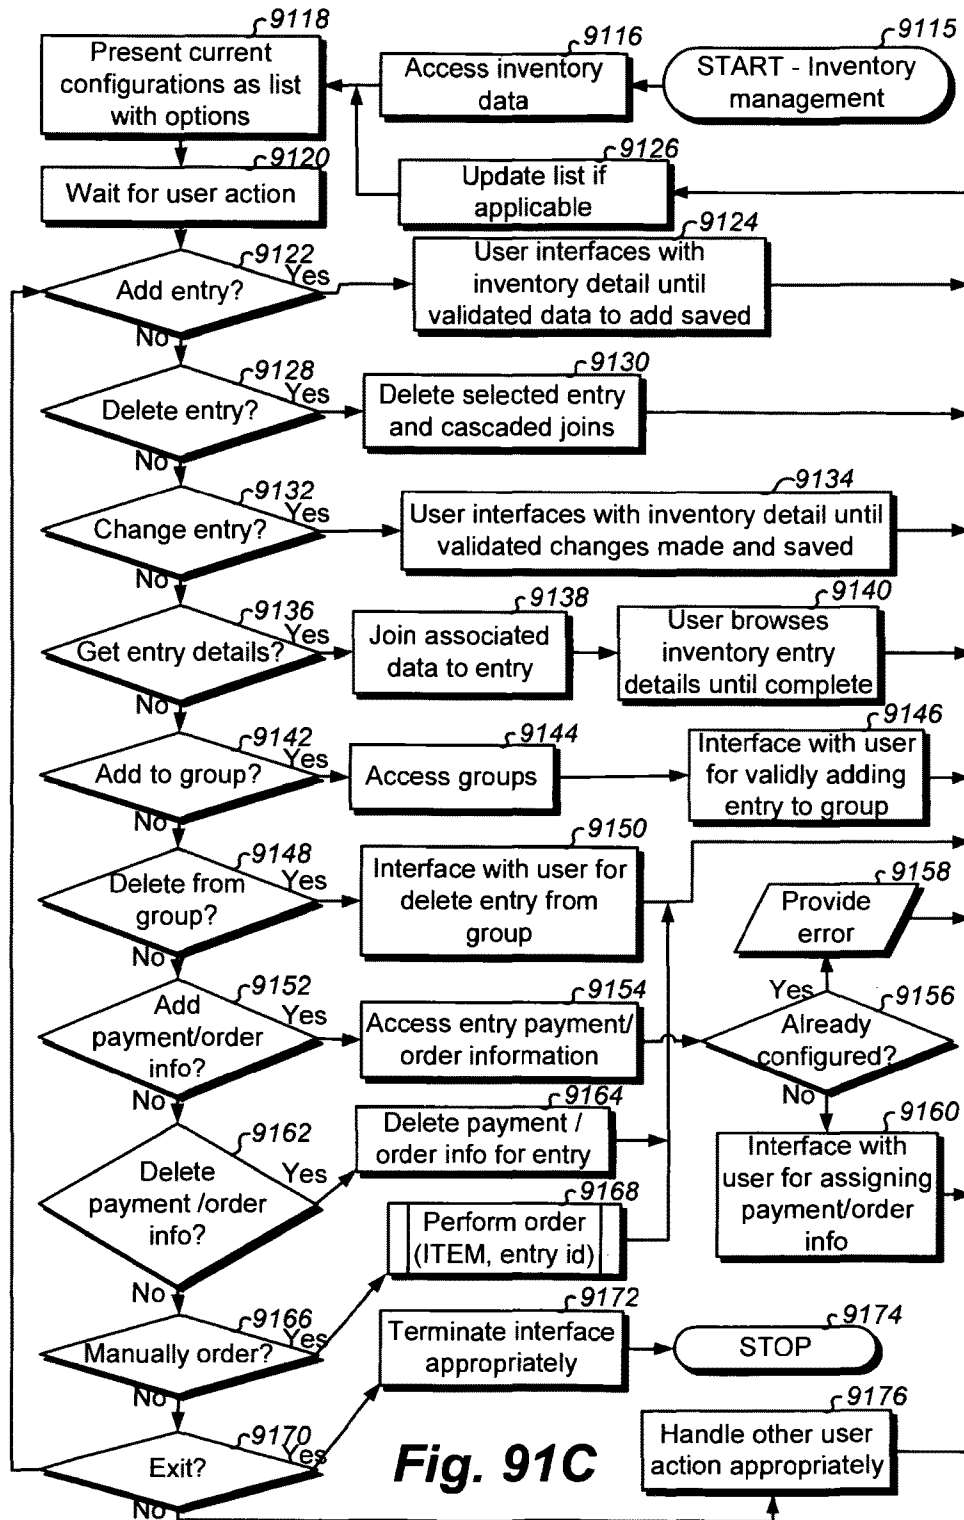 9118
Present current
configurations as list
with options
9116
Access inventory
data
9115
START - Inventory
management
9120
Wait for user action
9126
Update list if
applicable
9122
Add entry?
Yes
No
9124
User interfaces with
inventory detail until
validated data to add saved
9128
Delete entry?
Yes
No
9130
Delete selected entry
and cascaded joins
9132
Change entry?
Yes
No
9134
User interfaces with inventory detail until
validated changes made and saved
9136
Get entry details?
Yes
No
9138
Join associated
data to entry
9140
User browses
inventory entry
details until complete
9142
Add to group?
Yes
No
9144
Access groups
9146
Interface with user
for validly adding
entry to group
9148
Delete from
group?
Yes
No
9150
Interface with user for
delete entry from
group
9158
Provide
error
9152
Add
payment/order
info?
Yes
No
9154
Access entry payment/
order information
Yes
9156
Already
configured?
No
9162
Delete
payment /order
info?
Yes
No
9164
Delete payment /
order info for entry
9160
Interface with
user for assigning
payment/order
info
9168
Perform order
(ITEM, entry id)
9166
Manually order?
Yes
No
9172
Terminate interface
appropriately
9174
STOP
9170
Exit?
Yes
No
9176
Handle other user
action appropriately
Fig. 91C